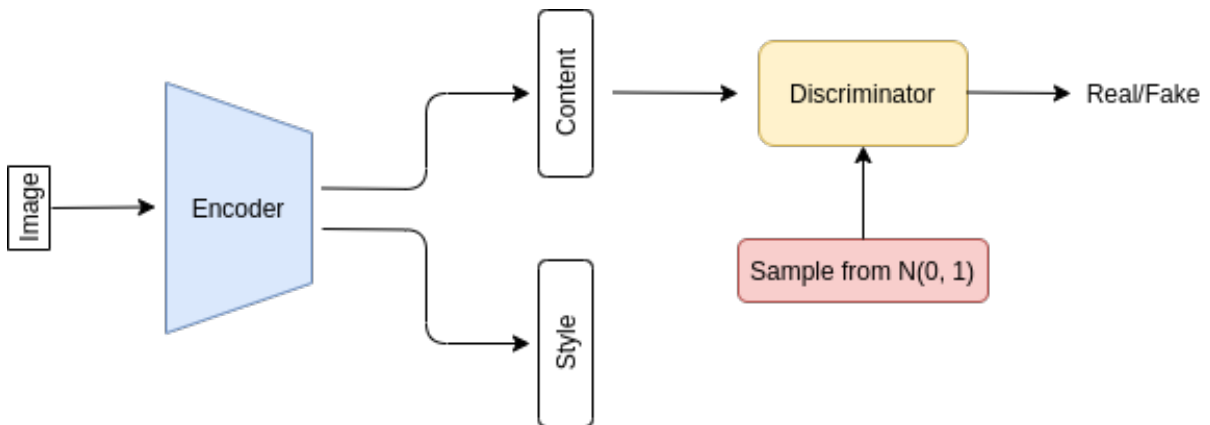 Image
Encoder
Content
Style
Discriminator
Real/Fake
Sample from N(0, 1)